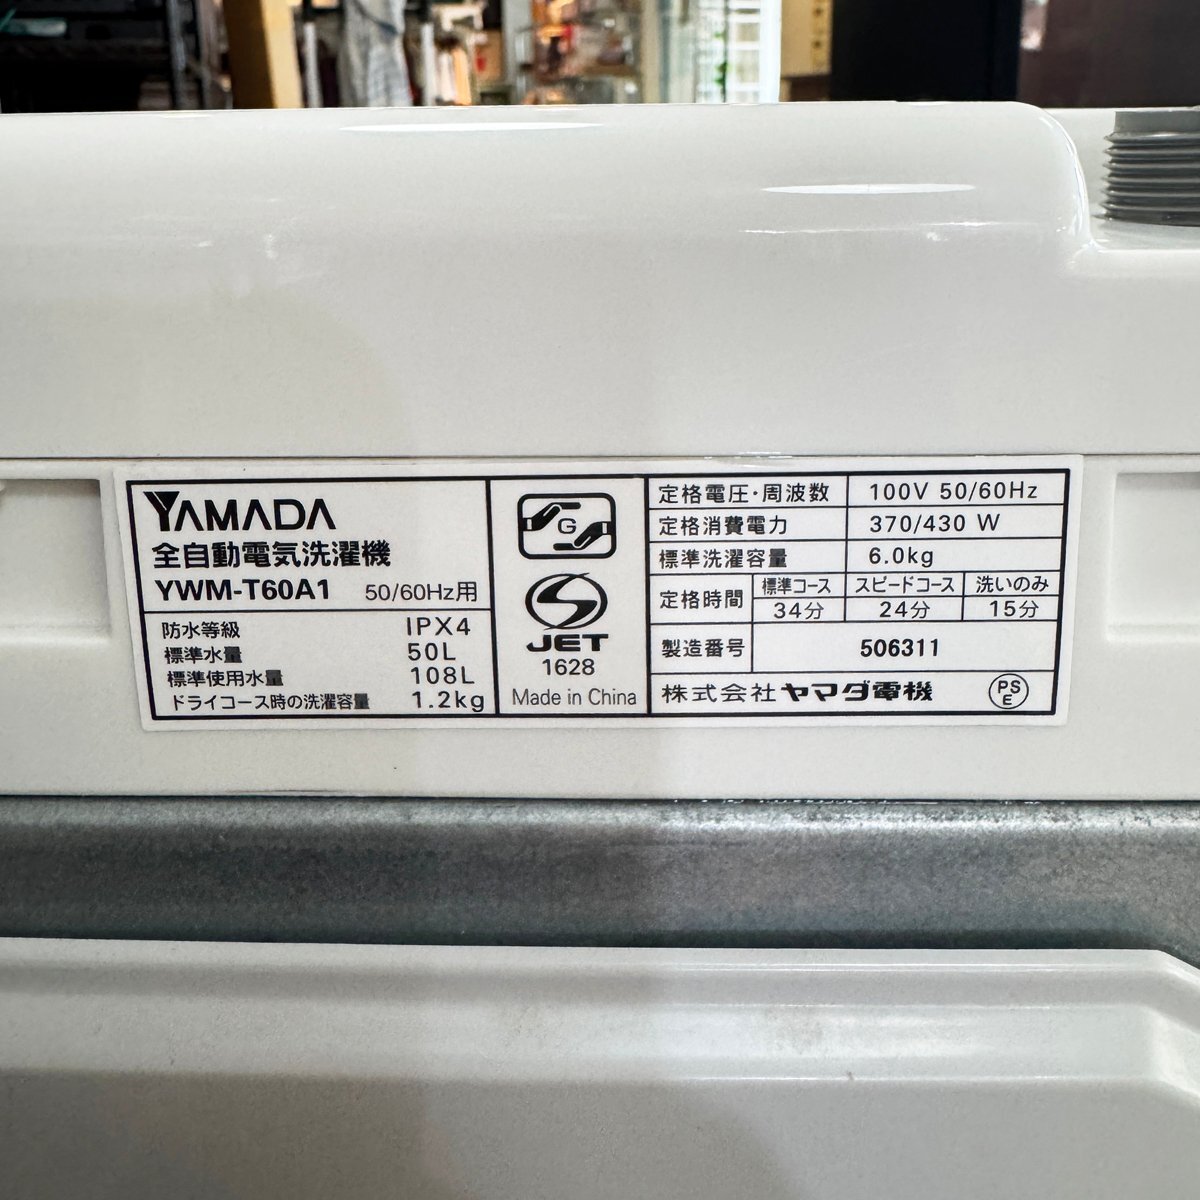 YAMADA
全自動電気洗濯機
YWM-T60A1 50/60Hz用
防水等級 IPX4
標準水量 50L
標準使用水量 108L
ドライコース時の洗濯容量 1.2kg
G
S
JET
1628
Made in China
定格電圧・周波数 100V 50/60Hz
定格消費電力 370/430 W
標準洗濯容量 6.0kg
定格時間 標準コース スピードコース 洗いのみ
34分 24分 15分
製造番号 506311
株式会社ヤマダ電機 PS
E